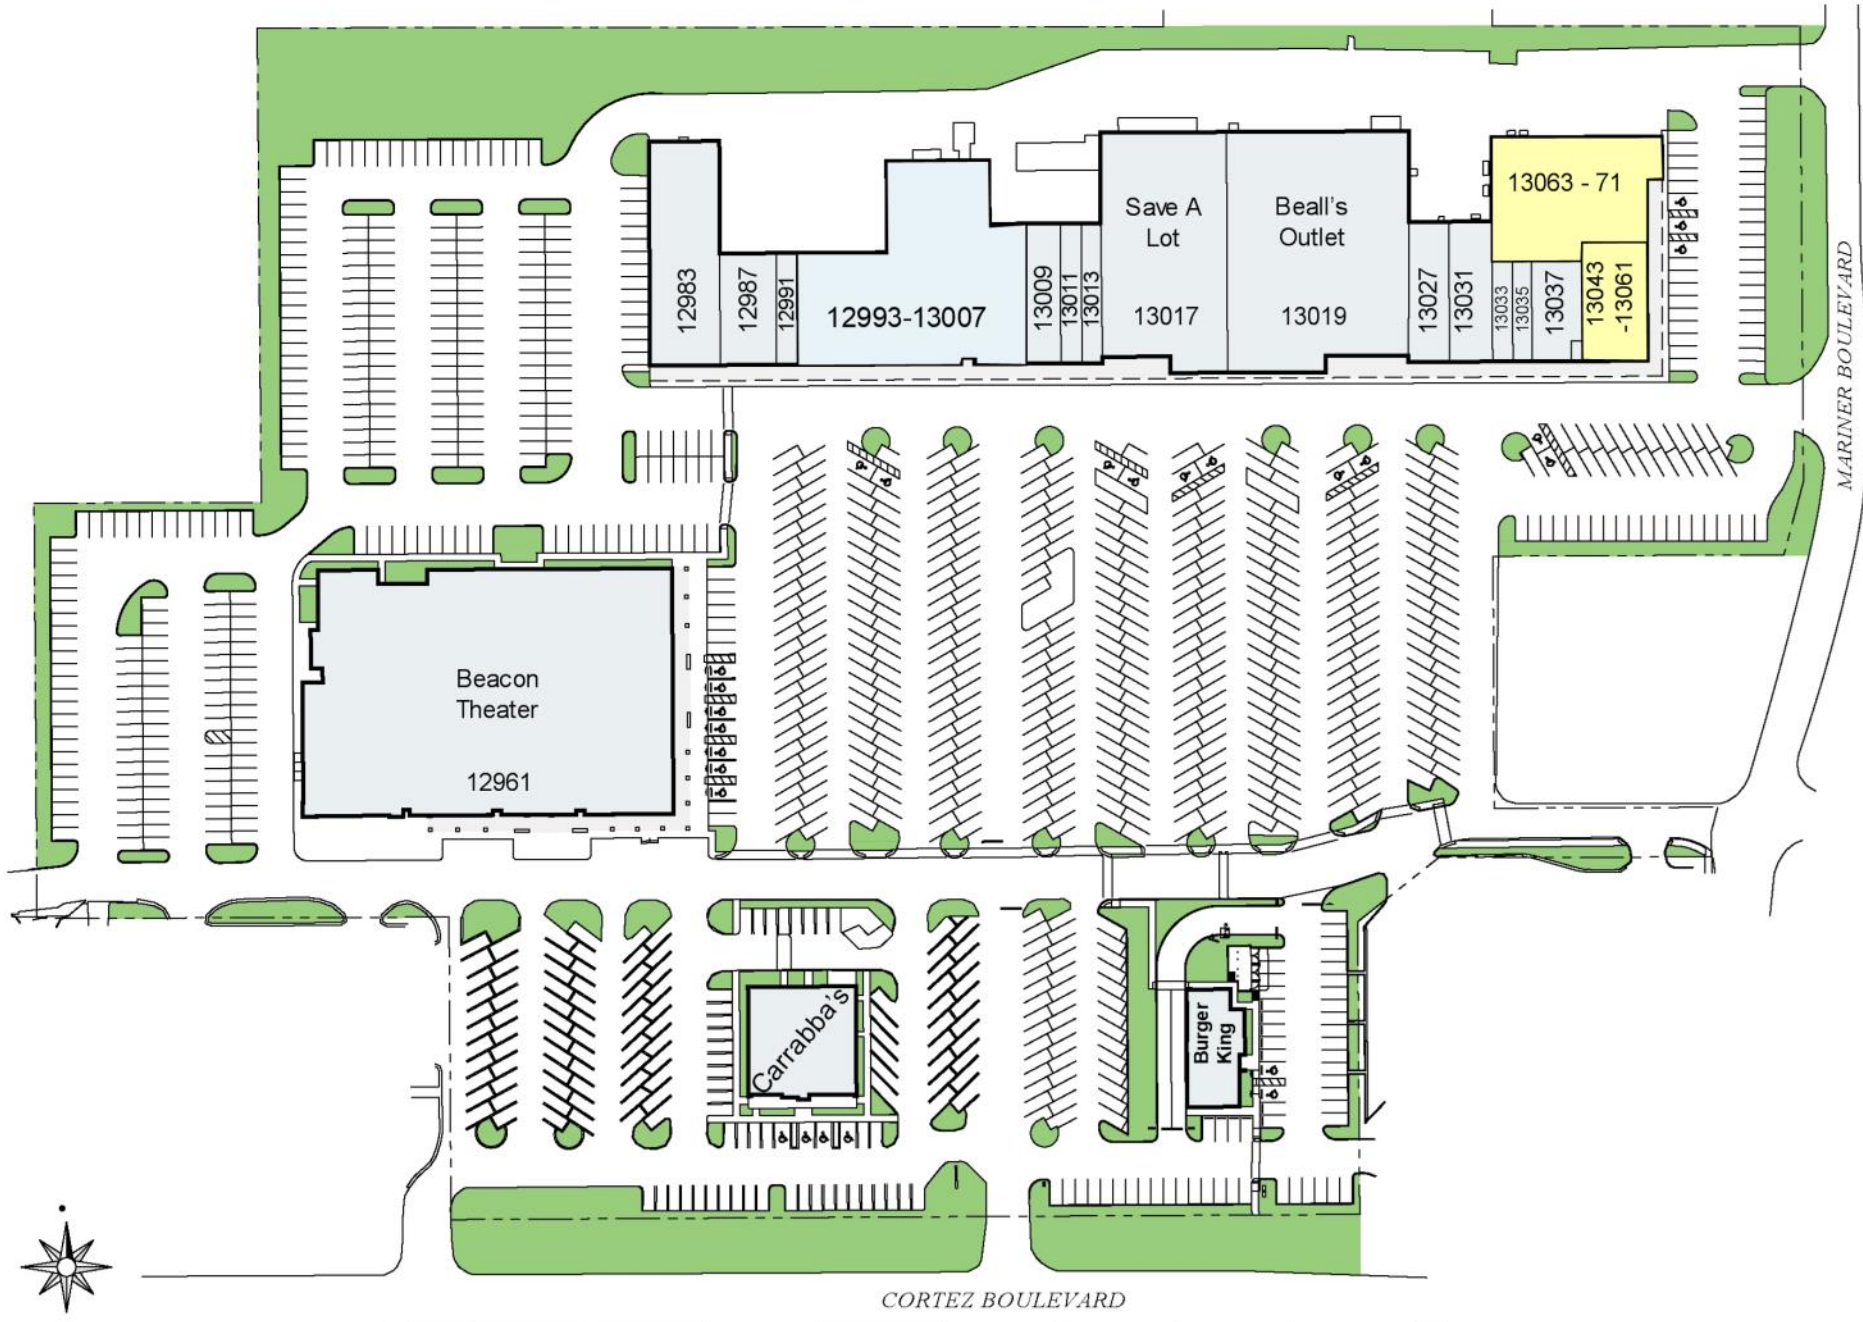 13063 - 71
Save A
Lot
Beall's
Outlet
MARINER BOULEVARD
12983
12987
12991
12993-13007
13009
13011
13013
13017
13019
13027
13031
13033
13035
13037
13043
-13061
Beacon
Theater
12961
Carrabba's
Burger
King
CORTEZ BOULEVARD